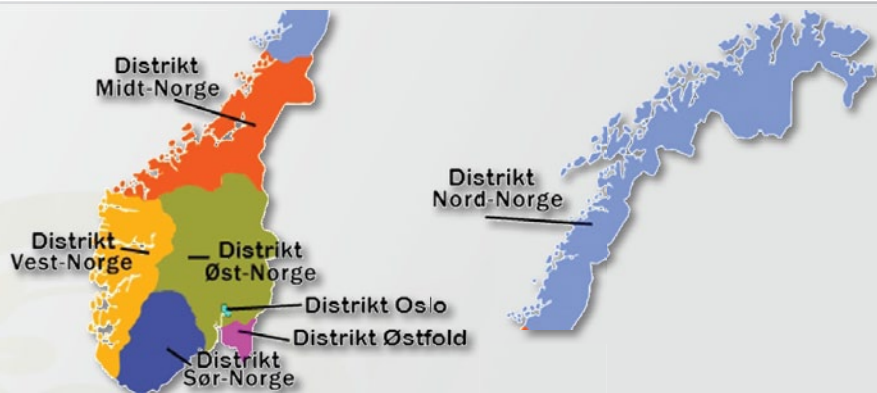 Distrikt
Midt-Norge
Distrikt
Vest-Norge
Distrikt
Øst-Norge
Distrikt Oslo
Distrikt Østfold
Distrikt
Sør-Norge
Distrikt
Nord-Norge